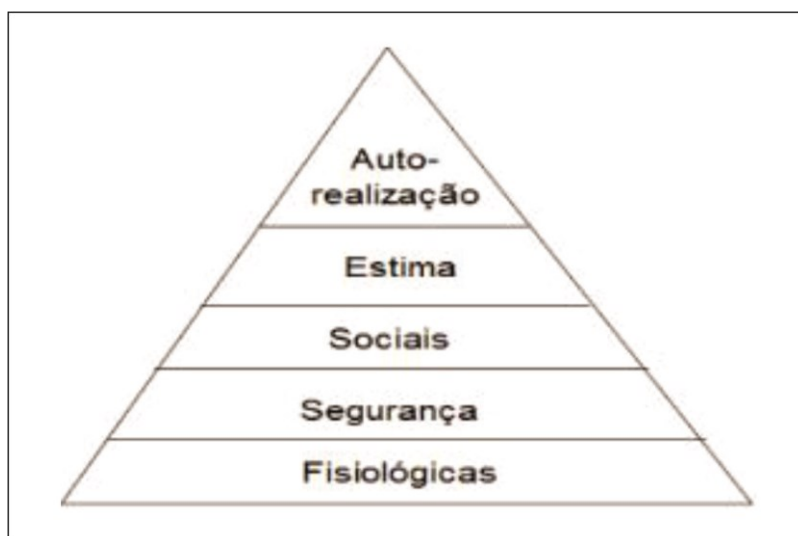 Auto-
realização
Estima
Sociais
Segurança
Fisiológicas